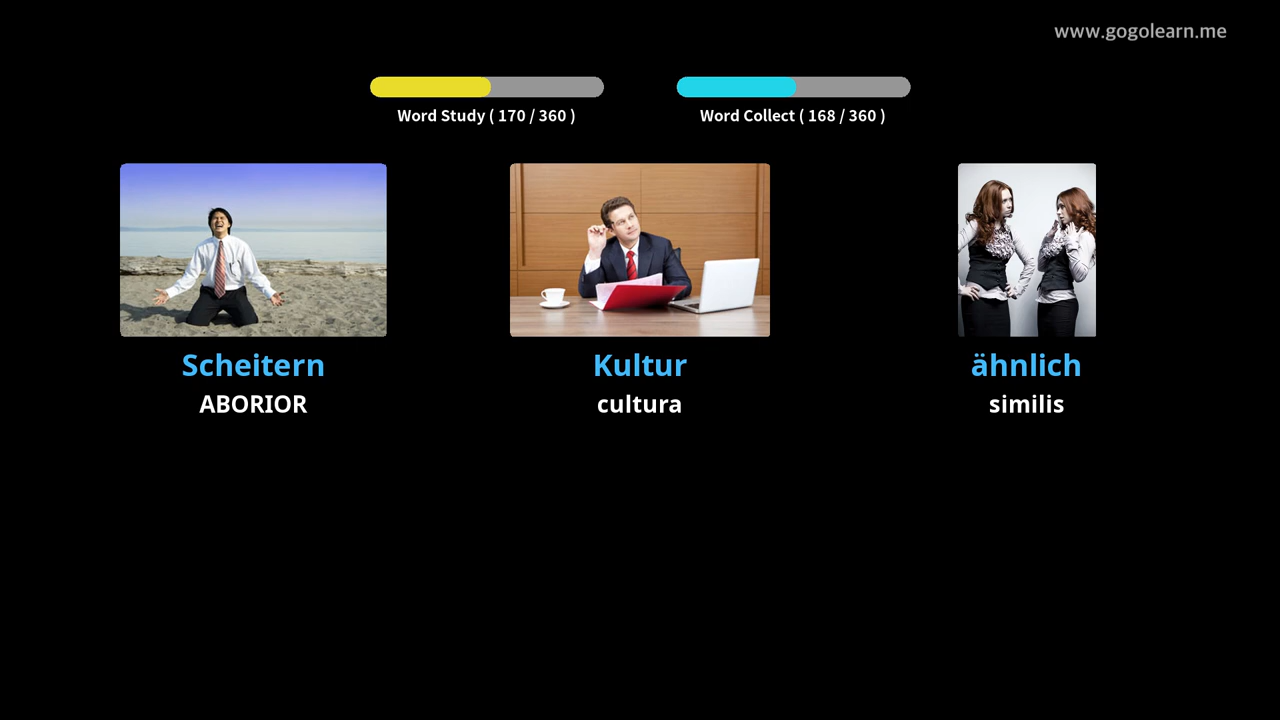 www.gogolearn.me
Word Study ( 170 / 360 )
Word Collect ( 168 / 360 )
Scheitern
ABORIOR
Kultur
cultura
ähnlich
similis